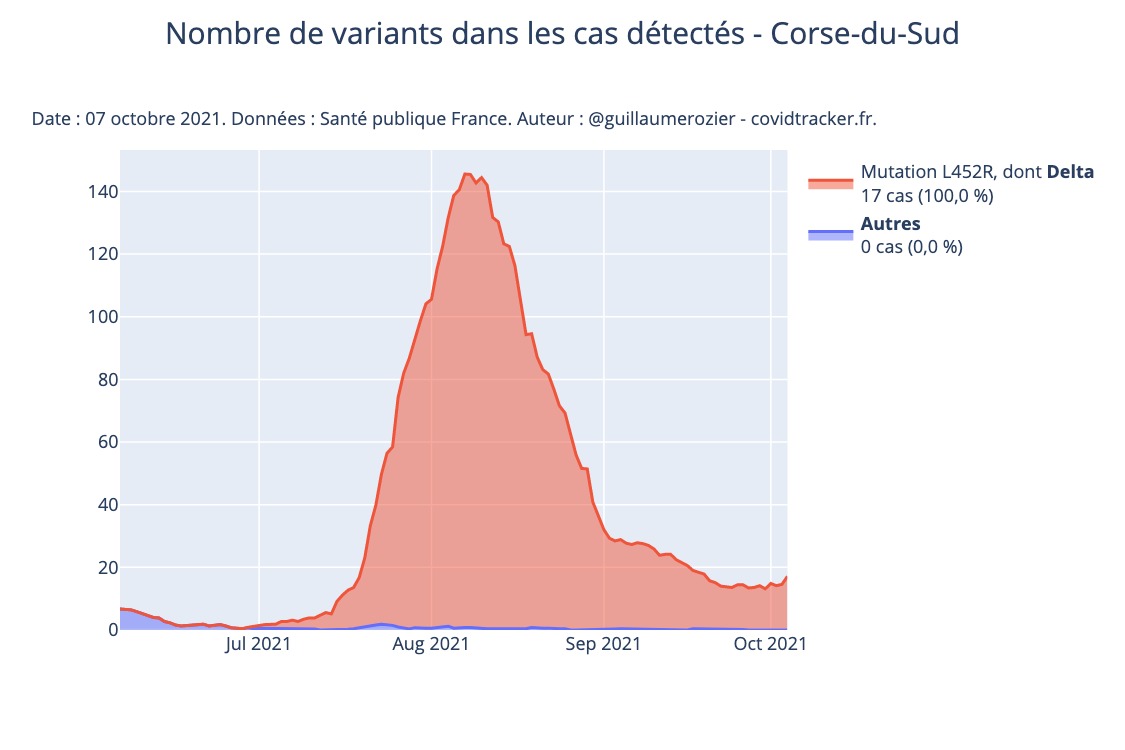 Nombre de variants dans les cas détectés - Corse-du-Sud
Date : 07 octobre 2021. Données : Santé publique France. Auteur : @guillaumerozier - covidtracker.fr.
Mutation L452R, dont Delta
17 cas (100,0 %)
Autres
0 cas (0,0 %)
140
120
100
80
60
40
20
0
Jul 2021 Aug 2021 Sep 2021 Oct 2021